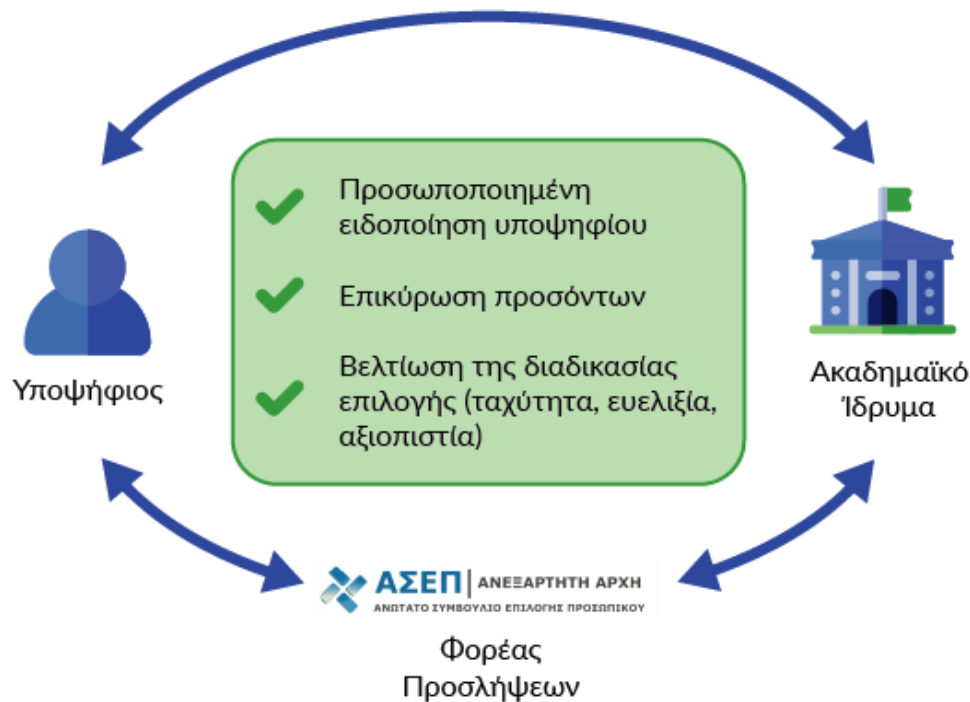 Προσωποποιημένη
ειδοποίηση υποψηφίου
Επικύρωση προσόντων
Βελτίωση της διαδικασίας
επιλογής (ταχύτητα, ευελιξία,
αξιοπιστία)
Υποψήφιος
Ακαδημαϊκό
Ίδρυμα
ΑΣΕΠ | ΑΝΕΞΑΡΤΗΤΗ ΑΡΧΗ
ΑΝΩΤΑΤΟ ΣΥΜΒΟΥΛΙΟ ΕΠΙΛΟΓΗΣ ΠΡΟΣΩΠΙΚΟΥ
Φορέας
Προσλήψεων